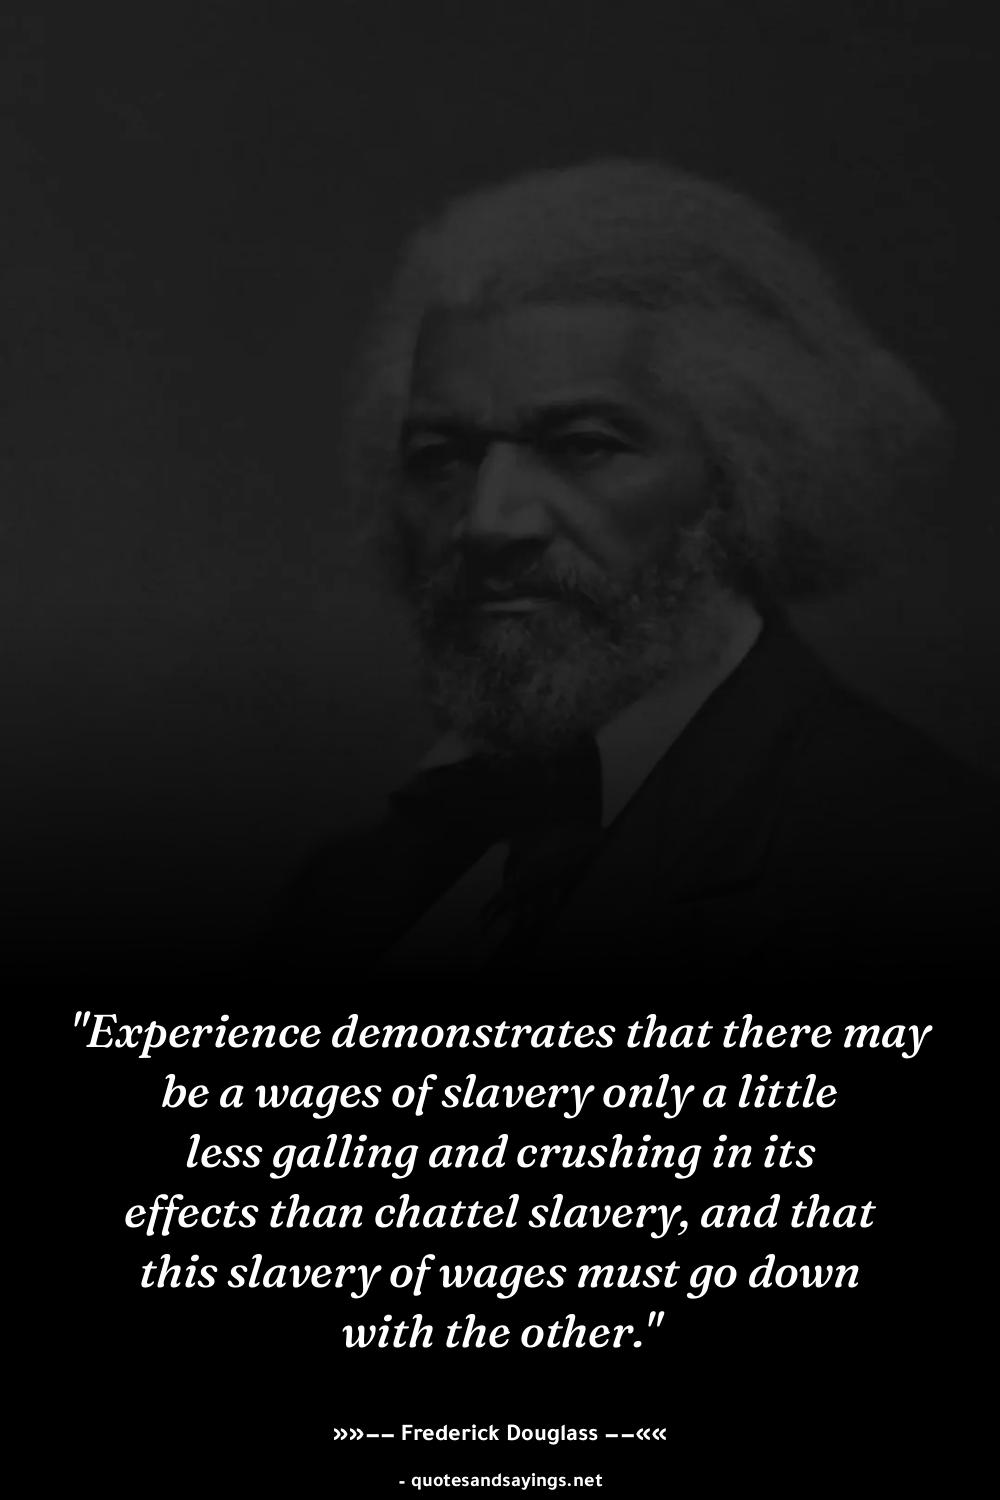 "Experience demonstrates that there may
be a wages of slavery only a little
less galling and crushing in its
effects than chattel slavery, and that
this slavery of wages must go down
with the other."
»»—— Frederick Douglass ——««
- quotesandsayings.net